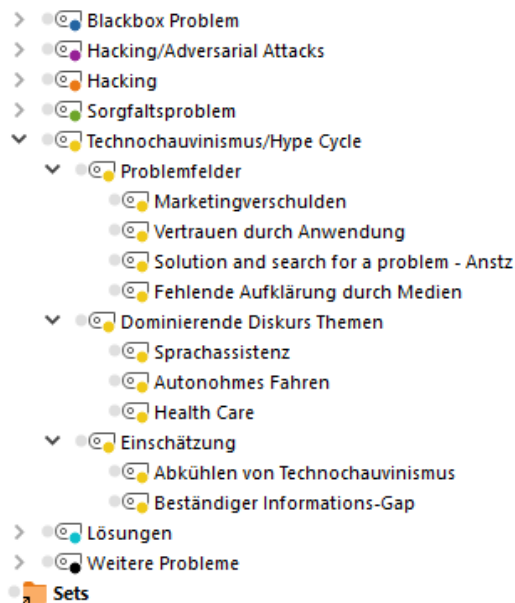 Blackbox Problem
Hacking/Adversarial Attacks
Hacking
Sorgfaltsproblem
Technochauvinismus/Hype Cycle
Problemfelder
Marketingverschulden
Vertrauen durch Anwendung
Solution and search for a problem - Anstz
Fehlende Aufklärung durch Medien
Dominierende Diskurs Themen
Sprachassistenz
Autonohmes Fahren
Health Care
Einschätzung
Abkühlen von Technochauvinismus
Beständiger Informations-Gap
Lösungen
Weitere Probleme
Sets